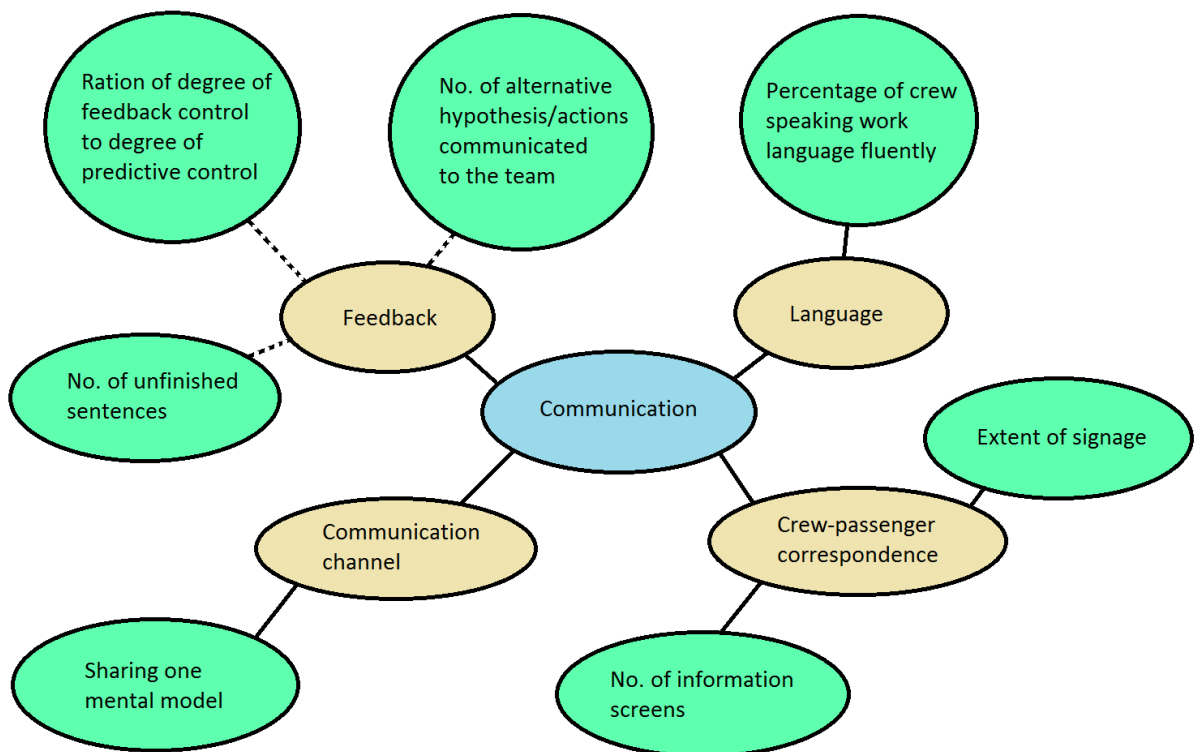 Ration of degree of
feedback control
to degree of
predictive control
No. of alternative
hypothesis/actions
communicated
to the team
Percentage of crew
speaking work
language fluently
Feedback
Language
No. of unfinished
sentences
Communication
Extent of signage
Communication
channel
Crew-passenger
correspondence
Sharing one
mental model
No. of information
screens